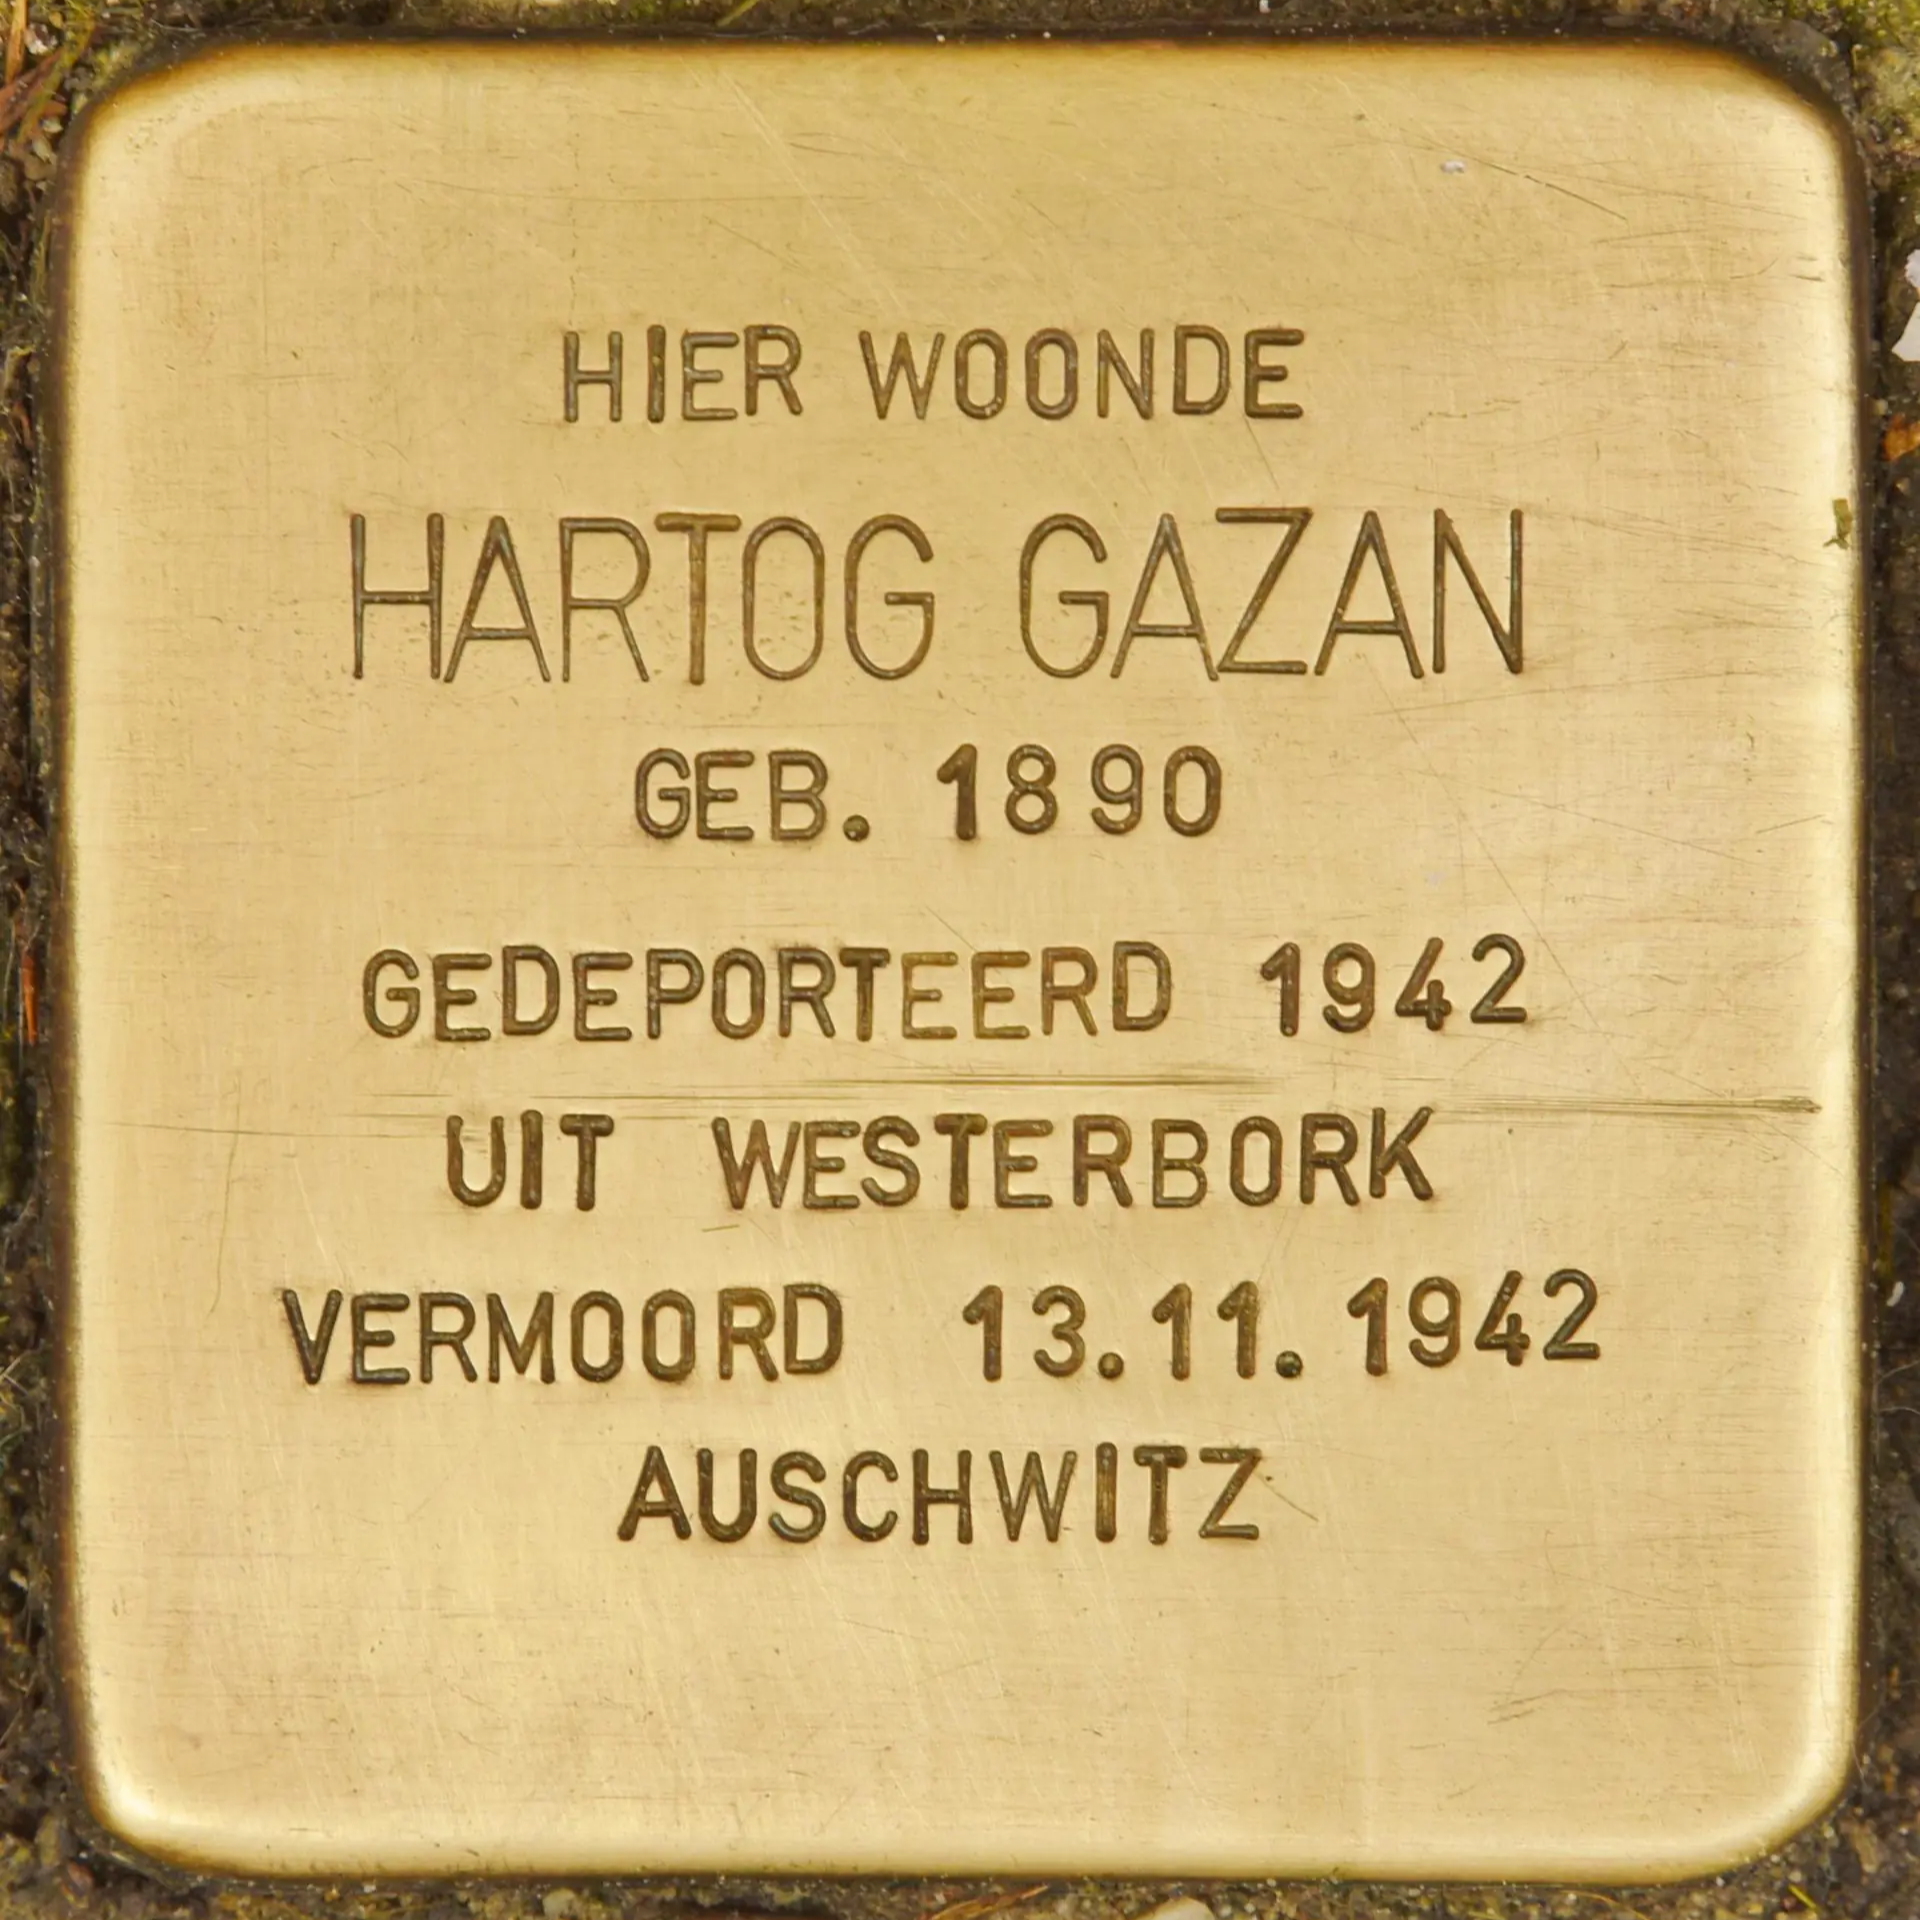 HIER WOONDE
HARTOG GAZAN
GEB. 1890
GEDEPORTEERD 1942
UIT WESTERBORK
VERMOORD 13.11.1942
AUSCHWITZ